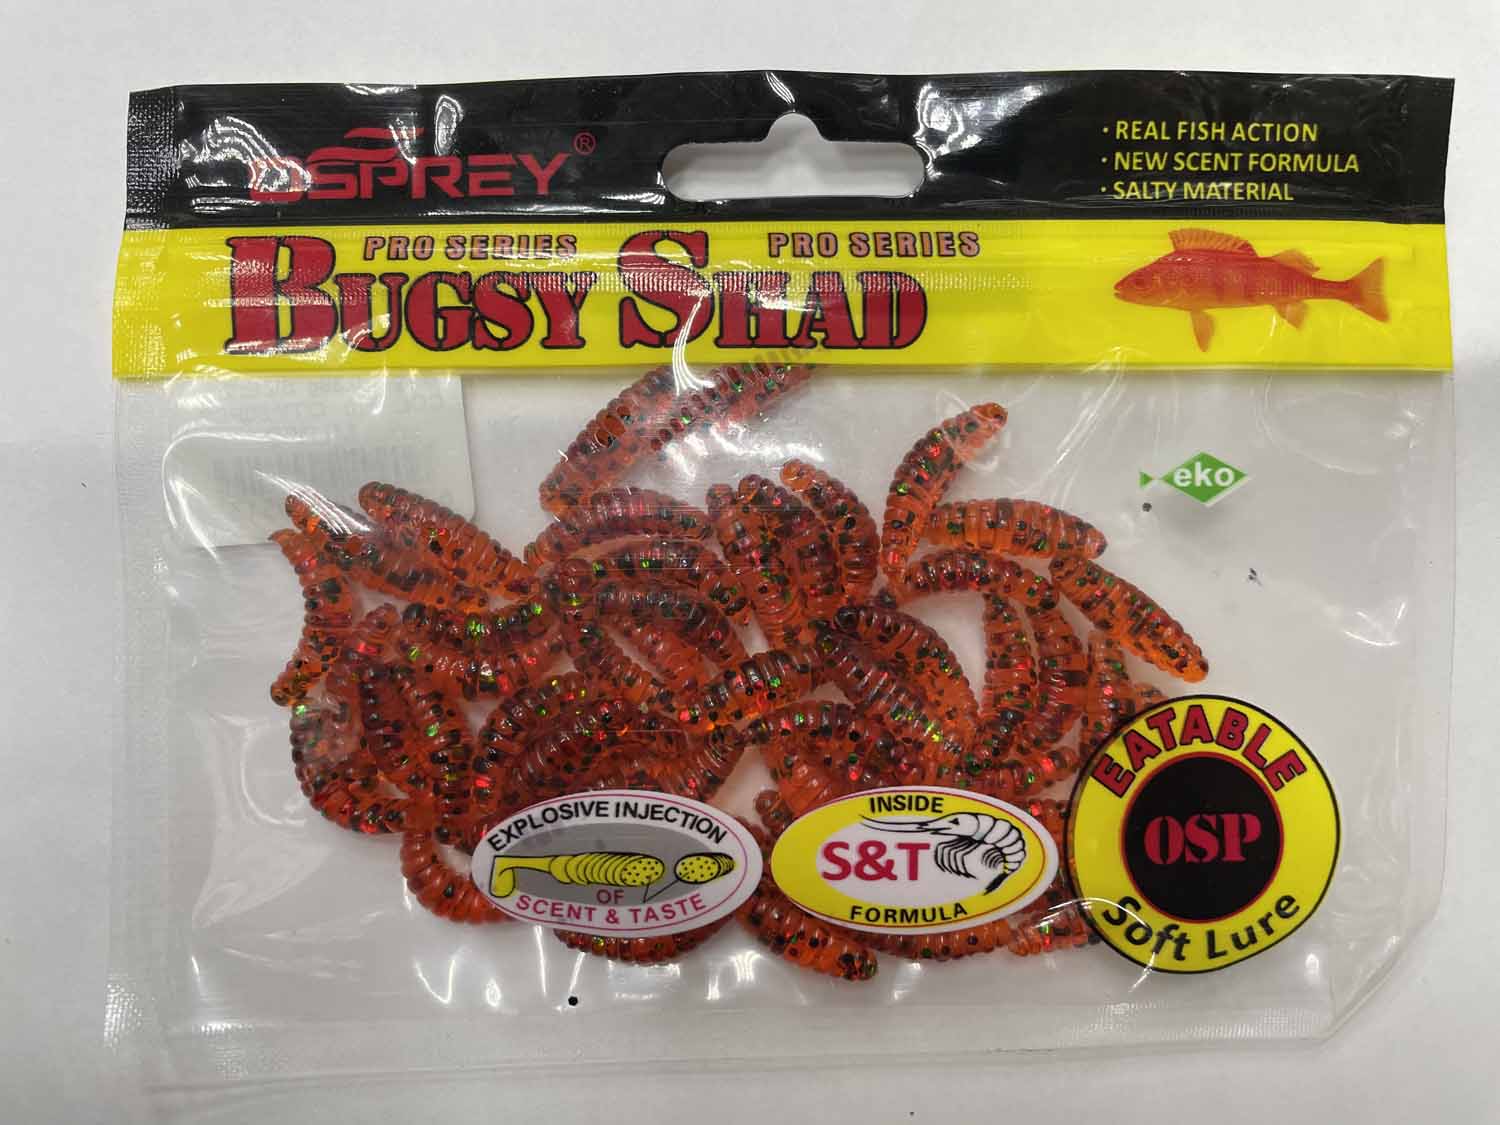 OSPREY®
PRO SERIES PRO SERIES
BUGSY SHAD
· REAL FISH ACTION
· NEW SCENT FORMULA
· SALTY MATERIAL
eko
EXPLOSIVE INJECTION
OF
SCENT & TASTE
INSIDE
S&T
FORMULA
EATABLE
OSP
Soft Lure